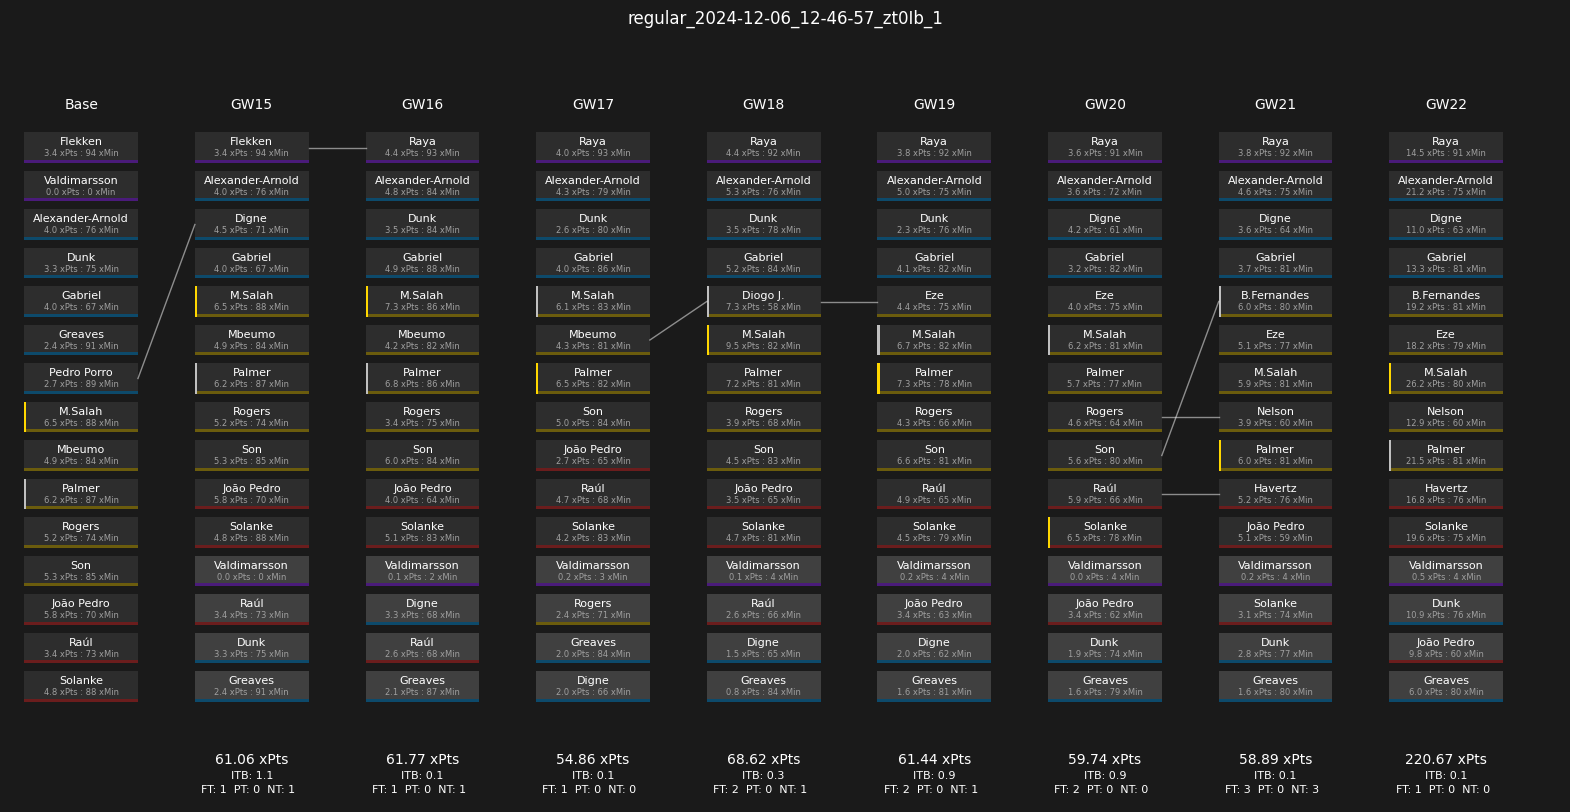 regular_2024-12-06_12-46-57_zt0Ib_1
Base
Flekken
3.4 xPts : 94 xMin
Valdimarsson
0.0 xPts : 0 xMin
Alexander-Arnold
4.0 xPts : 76 xMin
Dunk
3.3 xPts : 75 xMin
Gabriel
4.0 xPts : 67 xMin
Greaves
2.4 xPts : 91 xMin
Pedro Porro
2.7 xPts : 89 xMin
M.Salah
6.5 xPts : 88 xMin
Mbeumo
4.9 xPts : 84 xMin
Palmer
6.2 xPts : 87 xMin
Rogers
5.2 xPts : 74 xMin
Son
5.3 xPts : 85 xMin
João Pedro
5.8 xPts : 70 xMin
Raúl
3.4 xPts : 73 xMin
Solanke
4.8 xPts : 88 xMin
GW15
Flekken
3.4 xPts : 94 xMin
Alexander-Arnold
4.0 xPts : 76 xMin
Digne
4.5 xPts : 71 xMin
Gabriel
4.0 xPts : 67 xMin
M.Salah
6.5 xPts : 88 xMin
Mbeumo
4.9 xPts : 84 xMin
Palmer
6.2 xPts : 87 xMin
Rogers
5.2 xPts : 74 xMin
Son
5.3 xPts : 85 xMin
João Pedro
5.8 xPts : 70 xMin
Solanke
4.8 xPts : 88 xMin
Valdimarsson
0.0 xPts : 0 xMin
Raúl
3.4 xPts : 73 xMin
Dunk
3.3 xPts : 75 xMin
Greaves
2.4 xPts : 91 xMin
61.06 xPts
ITB: 1.1
FT: 1 PT: 0 NT: 1
GW16
Raya
4.4 xPts : 93 xMin
Alexander-Arnold
4.8 xPts : 84 xMin
Dunk
3.5 xPts : 84 xMin
Gabriel
4.9 xPts : 88 xMin
M.Salah
7.3 xPts : 86 xMin
Mbeumo
4.2 xPts : 82 xMin
Palmer
6.8 xPts : 86 xMin
Rogers
3.4 xPts : 75 xMin
Son
6.0 xPts : 84 xMin
João Pedro
4.0 xPts : 64 xMin
Solanke
5.1 xPts : 83 xMin
Valdimarsson
0.1 xPts : 2 xMin
Digne
3.3 xPts : 68 xMin
Raúl
2.6 xPts : 68 xMin
Greaves
2.1 xPts : 87 xMin
61.77 xPts
ITB: 0.1
FT: 1 PT: 0 NT: 1
GW17
Raya
4.0 xPts : 93 xMin
Alexander-Arnold
4.3 xPts : 79 xMin
Dunk
2.6 xPts : 80 xMin
Gabriel
4.0 xPts : 86 xMin
M.Salah
6.1 xPts : 83 xMin
Mbeumo
4.3 xPts : 81 xMin
Palmer
6.5 xPts : 82 xMin
Son
5.0 xPts : 84 xMin
João Pedro
2.7 xPts : 65 xMin
Raúl
4.7 xPts : 68 xMin
Solanke
4.2 xPts : 83 xMin
Valdimarsson
0.2 xPts : 3 xMin
Rogers
2.4 xPts : 71 xMin
Greaves
2.0 xPts : 84 xMin
Digne
2.0 xPts : 66 xMin
54.86 xPts
ITB: 0.1
FT: 1 PT: 0 NT: 0
GW18
Raya
4.4 xPts : 92 xMin
Alexander-Arnold
5.3 xPts : 76 xMin
Dunk
3.5 xPts : 78 xMin
Gabriel
5.2 xPts : 84 xMin
Diogo J.
7.3 xPts : 58 xMin
M.Salah
9.5 xPts : 82 xMin
Palmer
7.2 xPts : 81 xMin
Rogers
3.9 xPts : 68 xMin
Son
4.5 xPts : 83 xMin
João Pedro
3.5 xPts : 65 xMin
Solanke
4.7 xPts : 81 xMin
Valdimarsson
0.1 xPts : 4 xMin
Raúl
2.6 xPts : 66 xMin
Digne
1.5 xPts : 65 xMin
Greaves
0.8 xPts : 84 xMin
68.62 xPts
ITB: 0.3
FT: 2 PT: 0 NT: 1
GW19
Raya
3.8 xPts : 92 xMin
Alexander-Arnold
5.0 xPts : 75 xMin
Dunk
2.3 xPts : 76 xMin
Gabriel
4.1 xPts : 82 xMin
Eze
4.4 xPts : 75 xMin
M.Salah
6.7 xPts : 82 xMin
Palmer
7.3 xPts : 78 xMin
Rogers
4.3 xPts : 66 xMin
Son
6.6 xPts : 81 xMin
Raúl
4.9 xPts : 65 xMin
Solanke
4.5 xPts : 79 xMin
Valdimarsson
0.2 xPts : 4 xMin
João Pedro
3.4 xPts : 63 xMin
Digne
2.0 xPts : 62 xMin
Greaves
1.6 xPts : 81 xMin
61.44 xPts
ITB: 0.9
FT: 2 PT: 0 NT: 1
GW20
Raya
3.6 xPts : 91 xMin
Alexander-Arnold
3.6 xPts : 72 xMin
Digne
4.2 xPts : 61 xMin
Gabriel
3.2 xPts : 82 xMin
Eze
4.0 xPts : 75 xMin
M.Salah
6.2 xPts : 81 xMin
Palmer
5.7 xPts : 77 xMin
Rogers
4.6 xPts : 64 xMin
Son
5.6 xPts : 80 xMin
Raúl
5.9 xPts : 66 xMin
Solanke
6.5 xPts : 78 xMin
Valdimarsson
0.0 xPts : 4 xMin
João Pedro
3.4 xPts : 62 xMin
Dunk
1.9 xPts : 74 xMin
Greaves
1.6 xPts : 79 xMin
59.74 xPts
ITB: 0.9
FT: 2 PT: 0 NT: 0
GW21
Raya
3.8 xPts : 92 xMin
Alexander-Arnold
4.6 xPts : 75 xMin
Digne
3.6 xPts : 64 xMin
Gabriel
3.7 xPts : 81 xMin
B.Fernandes
6.0 xPts : 80 xMin
Eze
5.1 xPts : 77 xMin
M.Salah
5.9 xPts : 81 xMin
Nelson
3.9 xPts : 60 xMin
Palmer
6.0 xPts : 81 xMin
Havertz
5.2 xPts : 76 xMin
João Pedro
5.1 xPts : 59 xMin
Valdimarsson
0.2 xPts : 4 xMin
Solanke
3.1 xPts : 74 xMin
Dunk
2.8 xPts : 77 xMin
Greaves
1.6 xPts : 80 xMin
58.89 xPts
ITB: 0.1
FT: 3 PT: 0 NT: 3
GW22
Raya
14.5 xPts : 91 xMin
Alexander-Arnold
21.2 xPts : 75 xMin
Digne
11.0 xPts : 63 xMin
Gabriel
13.3 xPts : 81 xMin
B.Fernandes
19.2 xPts : 81 xMin
Eze
18.2 xPts : 79 xMin
M.Salah
26.2 xPts : 80 xMin
Nelson
12.9 xPts : 60 xMin
Palmer
21.5 xPts : 81 xMin
Havertz
16.8 xPts : 76 xMin
Solanke
19.6 xPts : 75 xMin
Valdimarsson
0.5 xPts : 4 xMin
Dunk
10.9 xPts : 76 xMin
João Pedro
9.8 xPts : 60 xMin
Greaves
6.0 xPts : 80 xMin
220.67 xPts
ITB: 0.1
FT: 1 PT: 0 NT: 0